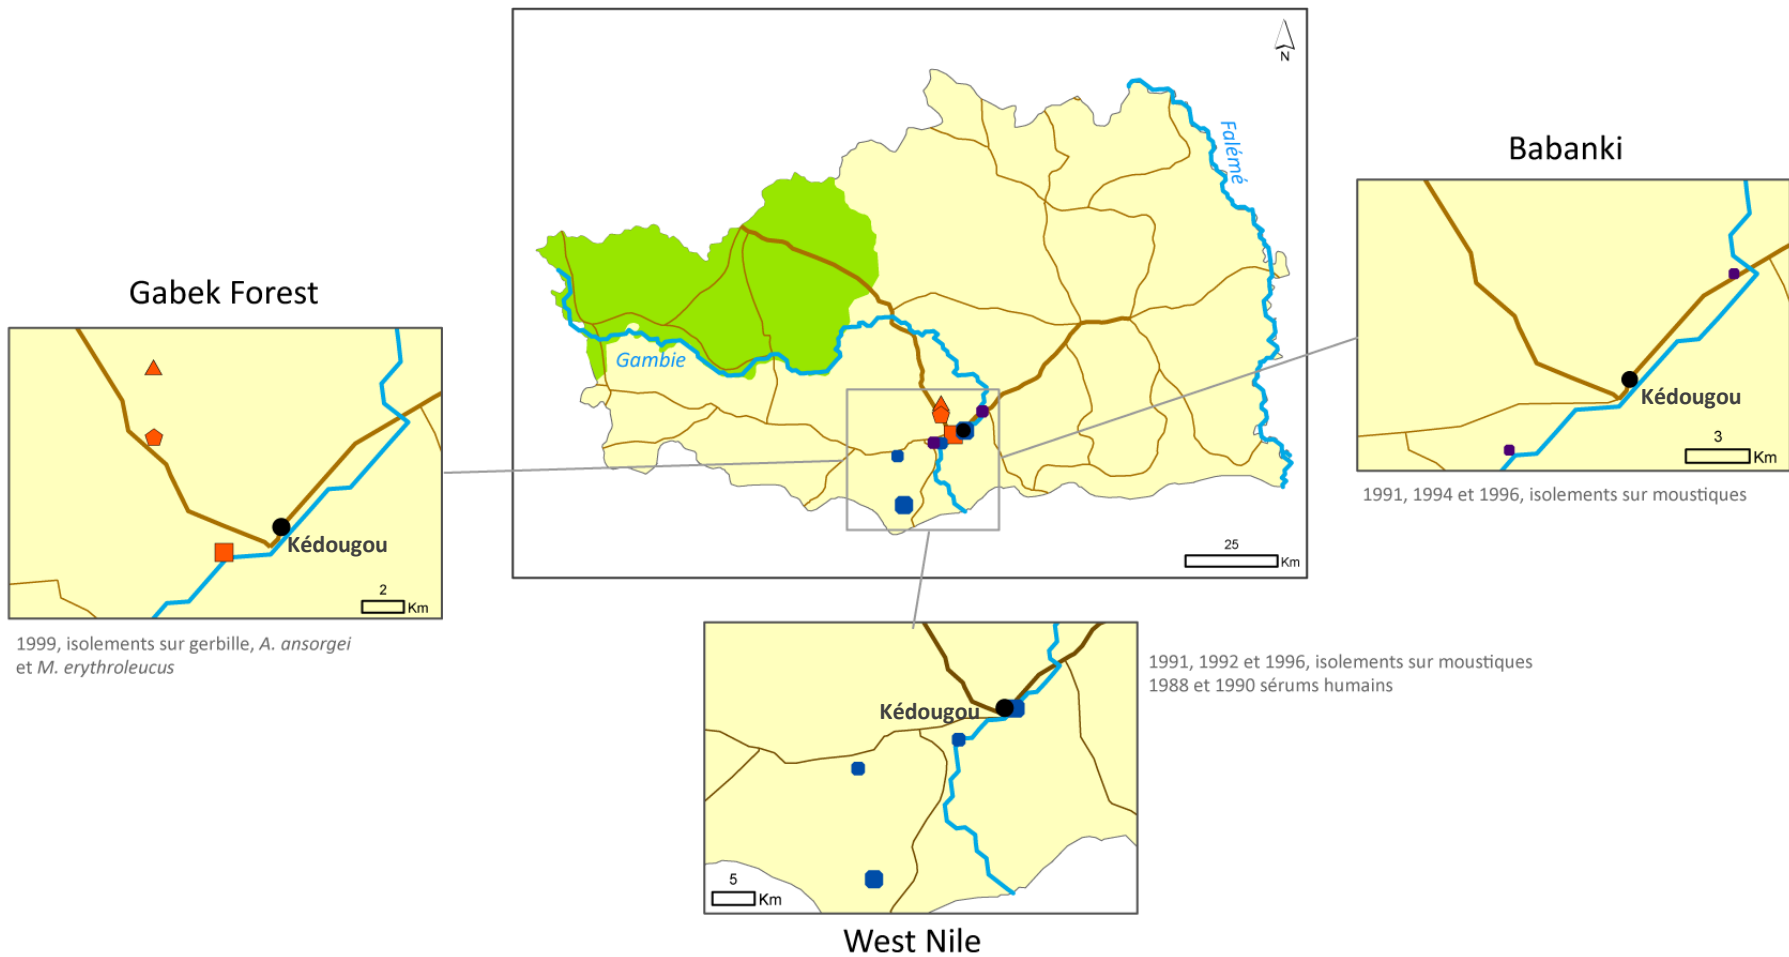 N
Falémé
Gambie
25
Km
Gabek Forest
Kédougou
2
Km
1999, isolements sur gerbille, A. ansorgei
et M. erythroleucus
Babanki
Kédougou
3
Km
1991, 1994 et 1996, isolements sur moustiques
Kédougou
5
Km
1991, 1992 et 1996, isolements sur moustiques
1988 et 1990 sérums humains
West Nile